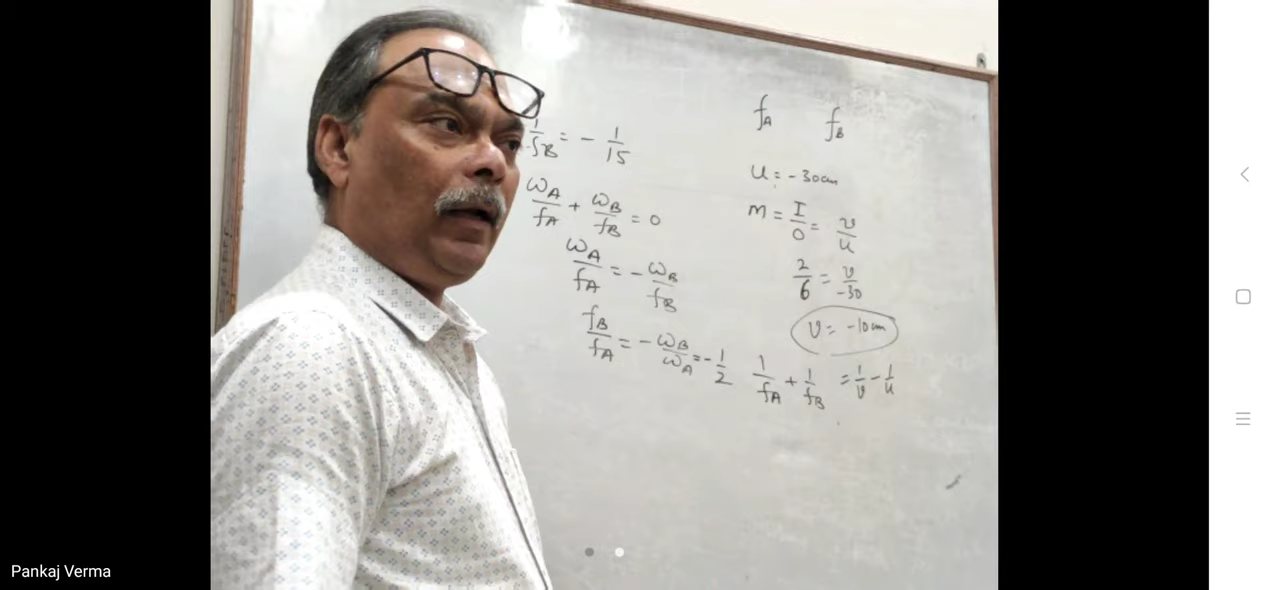 1/fB = - 1/15
ωA/fA + ωB/fB = 0
ωA/fA = - ωB/fB
fB/fA = - ωB/ωA = - 1/2
fA fB
u = -30cm
m = I/O = v/u
2/6 = v/-30
v = -10cm
1/fA + 1/fB = 1/v - 1/u
Pankaj Verma